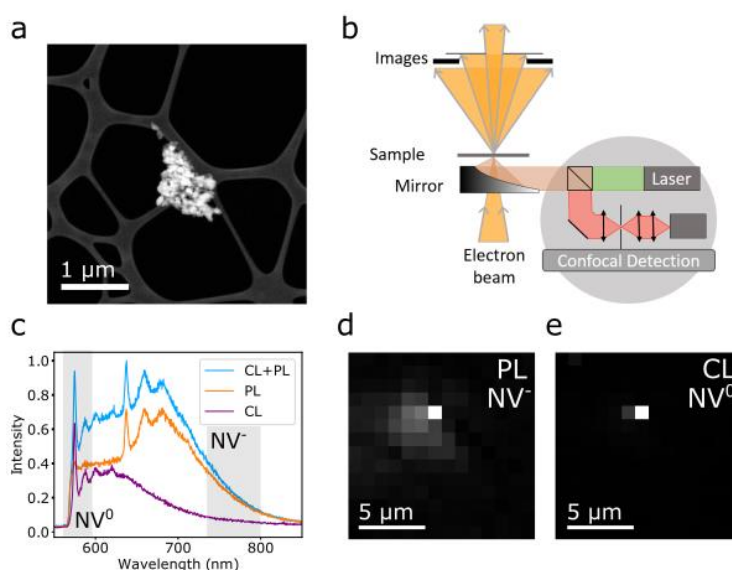 a
1 μm
b
Images
Sample
Mirror
Laser
Electron
beam
Confocal Detection
c
1.0
0.8
0.6
0.4
0.2
0.0
Intensity
CL+PL
PL
CL
NV⁻
NV⁰
600
700
800
Wavelength (nm)
d
PL
NV⁻
5 μm
e
CL
NV⁰
5 μm